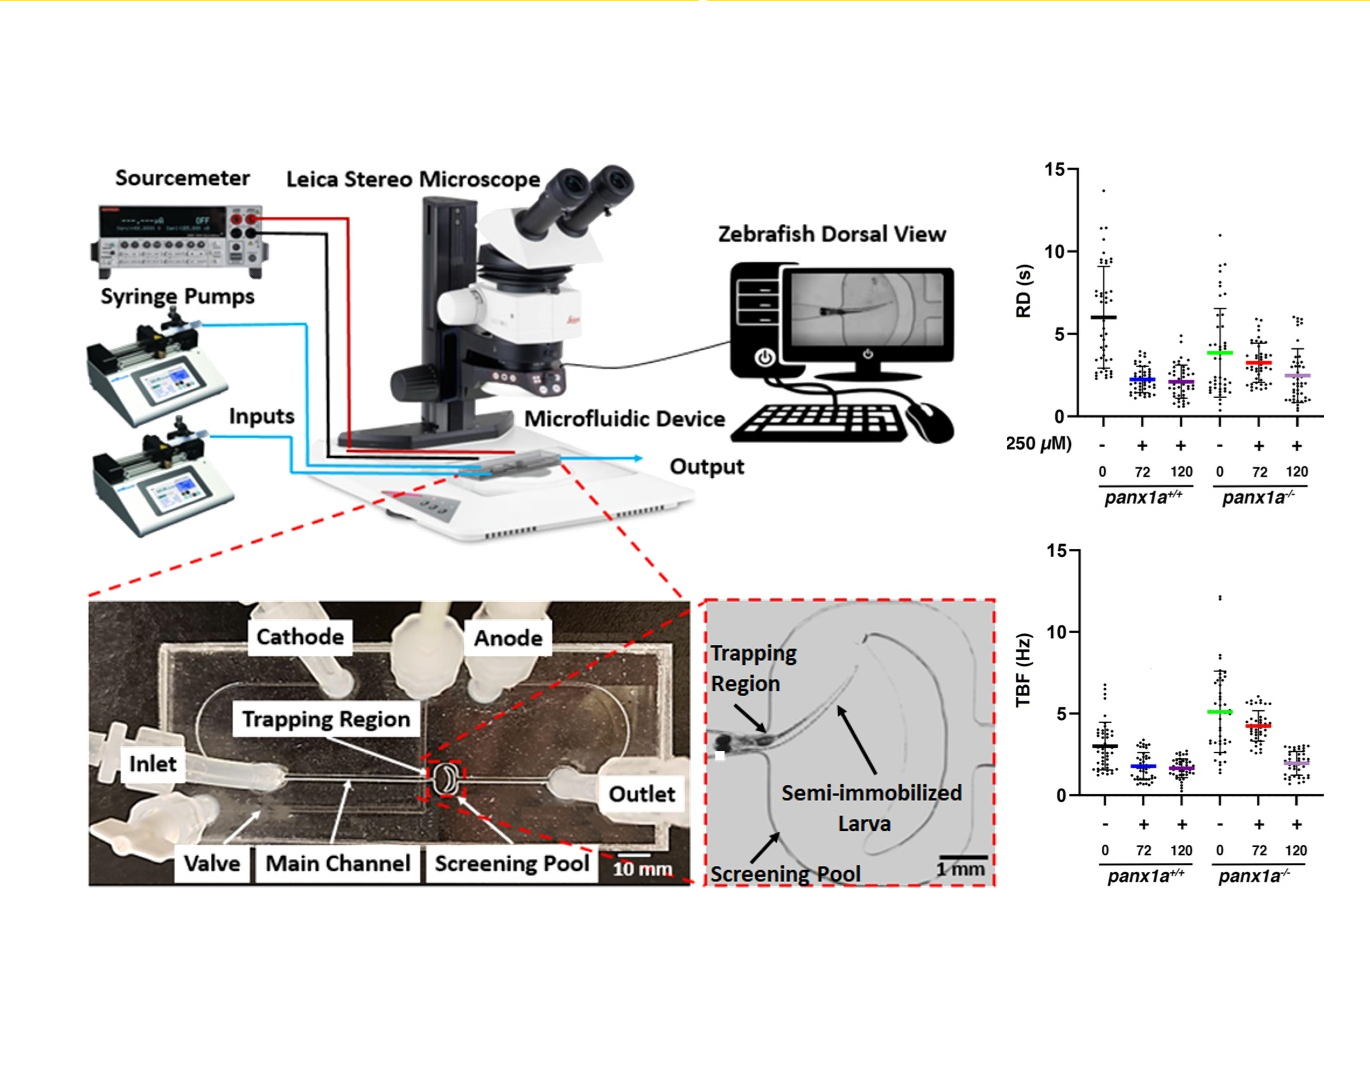 Sourcemeter
Leica Stereo Microscope
OFF
Zebrafish Dorsal View
Syringe Pumps
Inputs
Microfluidic Device
Output
Cathode
Anode
Trapping Region
Inlet
Outlet
Valve
Main Channel
Screening Pool
10 mm
Trapping
Region
Semi-immobilized
Larva
Screening Pool
1 mm
RD (s)
15
10
5
0
250 µM)
- + + - + +
0 72 120 0 72 120
panx1a+/+ panx1a-/-
TBF (Hz)
15
10
5
0
- + + - + +
0 72 120 0 72 120
panx1a+/+ panx1a-/-